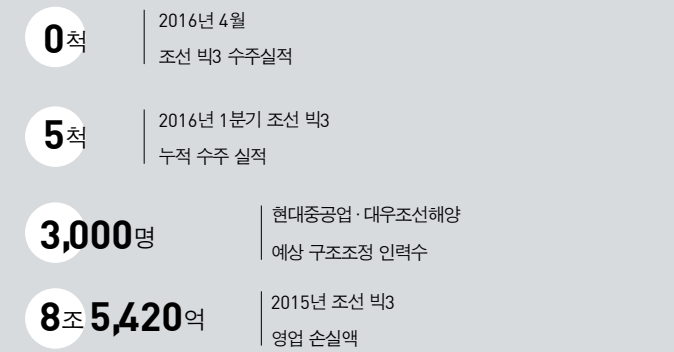 0척
2016년 4월
조선 빅3 수주실적
5척
2016년 1분기 조선 빅3
누적 수주 실적
3,000명
현대중공업·대우조선해양
예상 구조조정 인력수
8조 5,420억
2015년 조선 빅3
영업 손실액